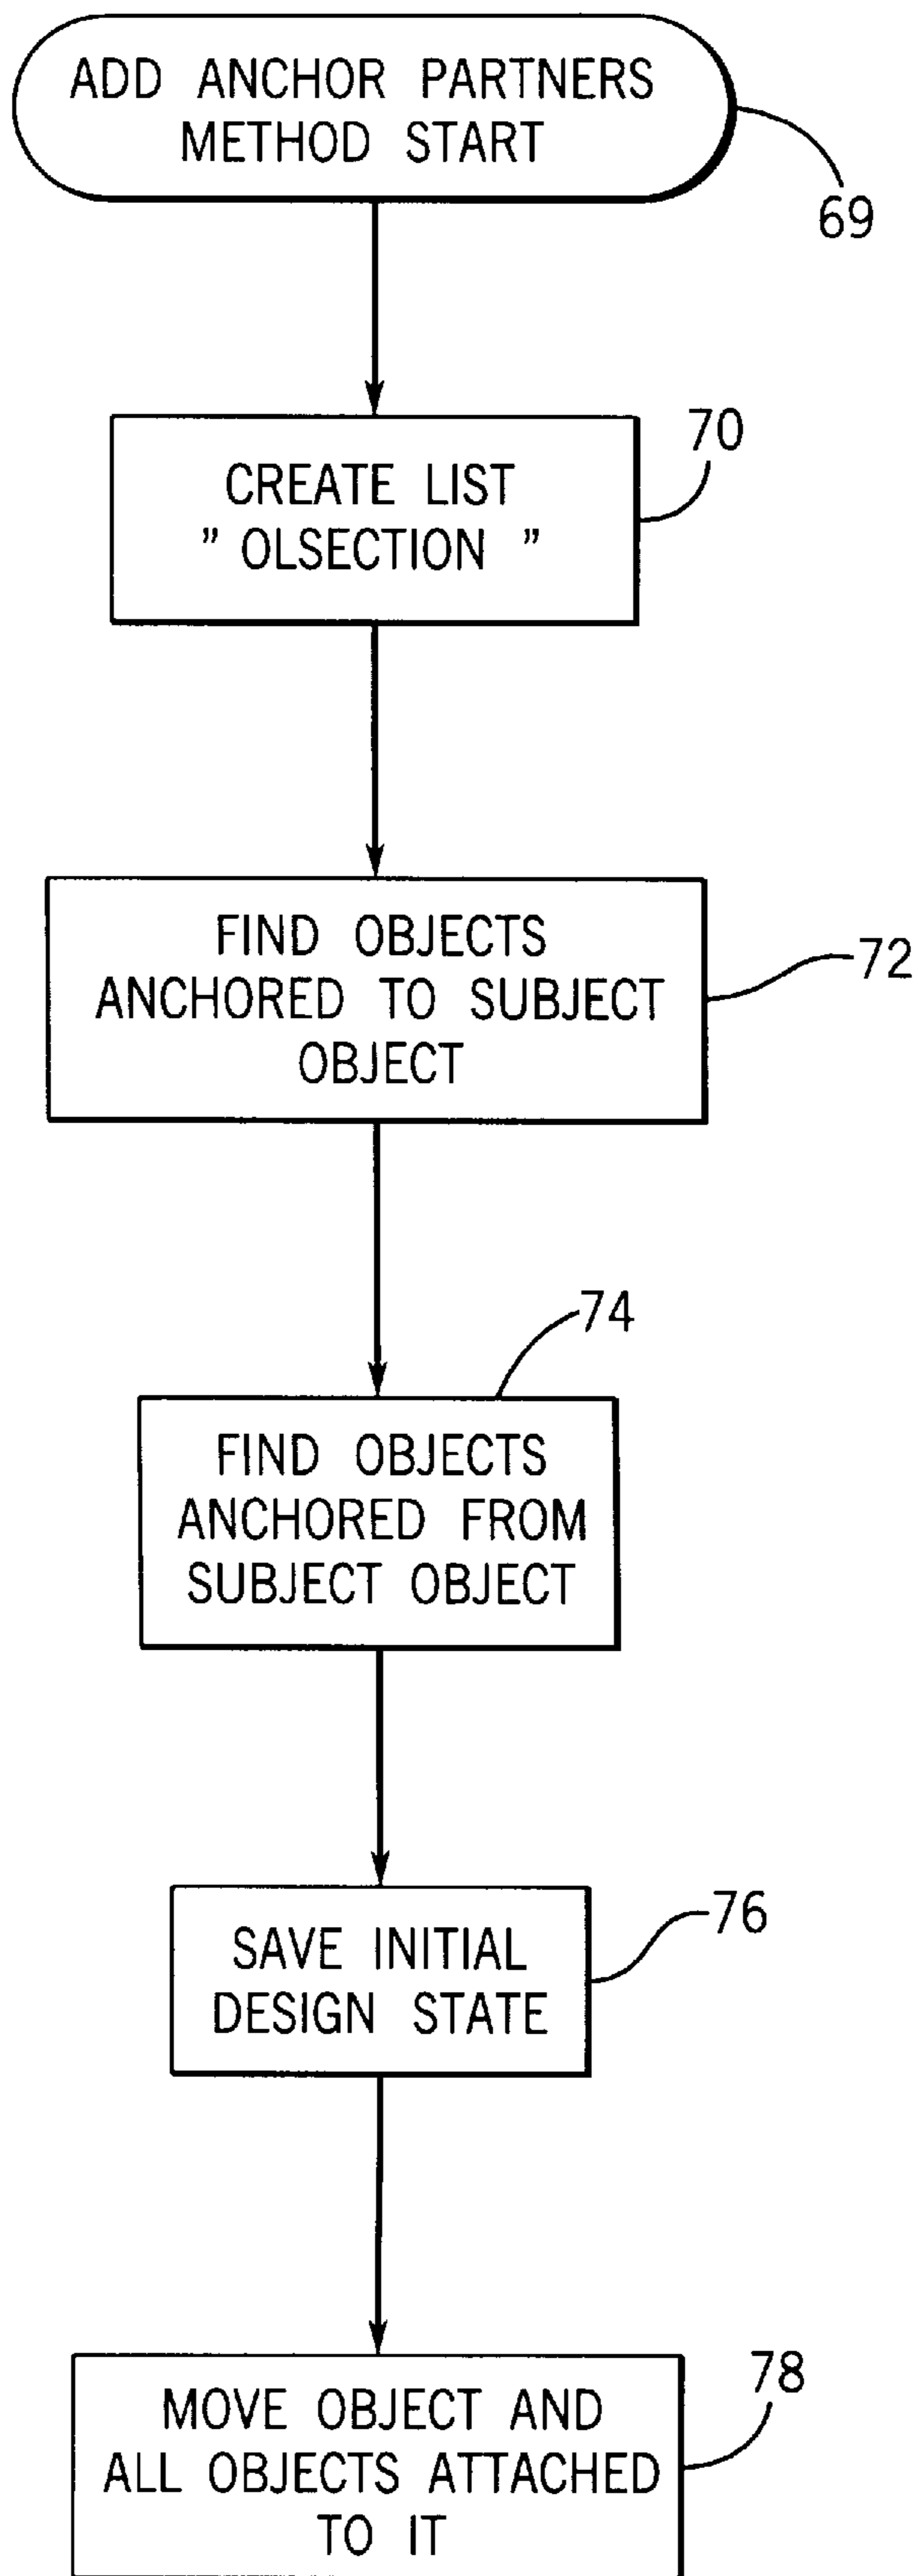 ADD ANCHOR PARTNERS
METHOD START
69
CREATE LIST
” OLSECTION ”
70
FIND OBJECTS
ANCHORED TO SUBJECT
OBJECT
72
74
FIND OBJECTS
ANCHORED FROM
SUBJECT OBJECT
SAVE INITIAL
DESIGN STATE
76
MOVE OBJECT AND
ALL OBJECTS ATTACHED
TO IT
78